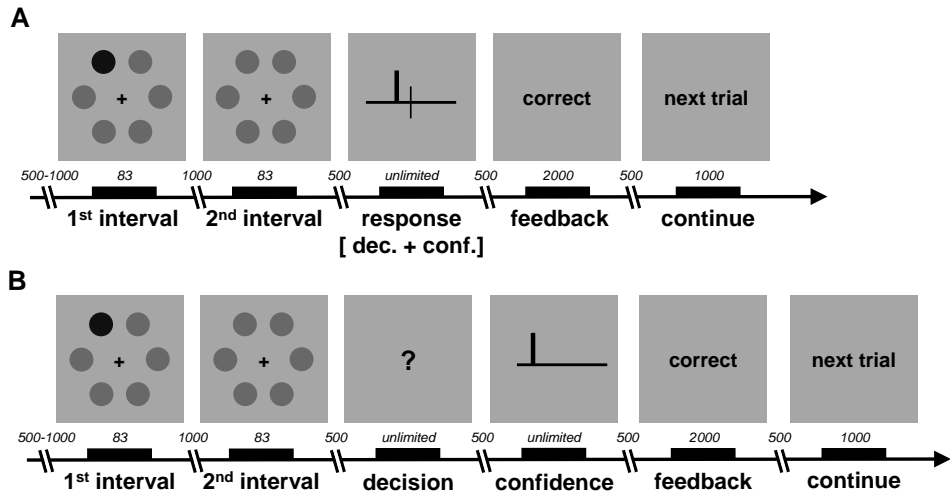 A
+
+
correct
next trial
500-1000 83 1000 83 500 unlimited 500 2000 500 1000
1st interval 2nd interval response feedback continue
[ dec. + conf.]
B
+
+
?
correct
next trial
500-1000 83 1000 83 500 unlimited 500 unlimited 500 2000 500 1000
1st interval 2nd interval decision confidence feedback continue